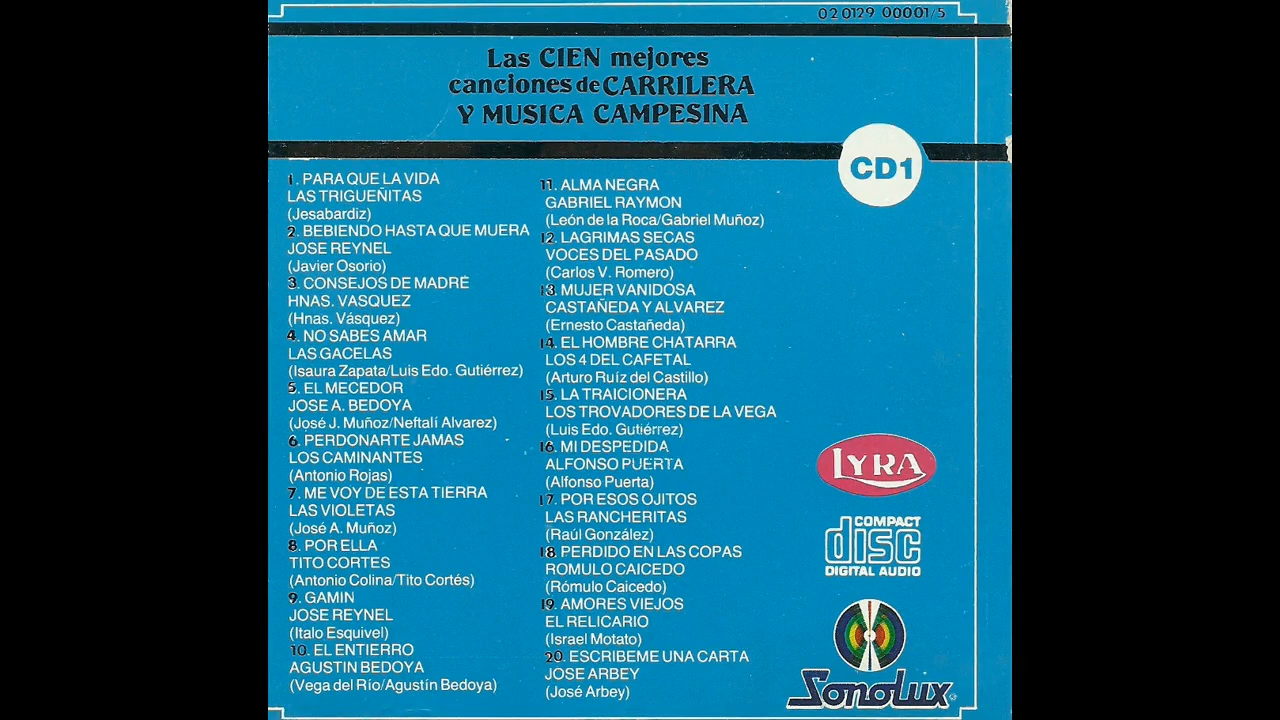 02 0129 00001/5
Las CIEN mejores
canciones de CARRILERA
Y MUSICA CAMPESINA
CD1
1. PARA QUE LA VIDA
LAS TRIGUEÑITAS
(Jesabardiz)
2. BEBIENDO HASTA QUE MUERA
JOSE REYNEL
(Javier Osorio)
3. CONSEJOS DE MADRE
HNAS. VASQUEZ
(Hnas. Vásquez)
4. NO SABES AMAR
LAS GACELAS
(Isaura Zapata/Luis Edo. Gutiérrez)
5. EL MECEDOR
JOSE A. BEDOYA
(José J. Muñoz/Neftalí Alvarez)
6. PERDONARTE JAMAS
LOS CAMINANTES
(Antonio Rojas)
7. ME VOY DE ESTA TIERRA
LAS VIOLETAS
(José A. Muñoz)
8. POR ELLA
TITO CORTES
(Antonio Colina/Tito Cortés)
9. GAMIN
JOSE REYNEL
(Italo Esquivel)
10. EL ENTIERRO
AGUSTIN BEDOYA
(Vega del Río/Agustín Bedoya)
11. ALMA NEGRA
GABRIEL RAYMON
(León de la Roca/Gabriel Muñoz)
12. LAGRIMAS SECAS
VOCES DEL PASADO
(Carlos V. Romero)
13. MUJER VANIDOSA
CASTAÑEDA Y ALVAREZ
(Ernesto Castañeda)
14. EL HOMBRE CHATARRA
LOS 4 DEL CAFETAL
(Arturo Ruíz del Castillo)
15. LA TRAICIONERA
LOS TROVADORES DE LA VEGA
(Luis Edo. Gutiérrez)
16. MI DESPEDIDA
ALFONSO PUERTA
(Alfonso Puerta)
17. POR ESOS OJITOS
LAS RANCHERITAS
(Raúl González)
18. PERDIDO EN LAS COPAS
ROMULO CAICEDO
(Rómulo Caicedo)
19. AMORES VIEJOS
EL RELICARIO
(Israel Motato)
20. ESCRIBEME UNA CARTA
JOSE ARBEY
(José Arbey)
LYRA
COMPACT
disc
DIGITAL AUDIO
Sonolux